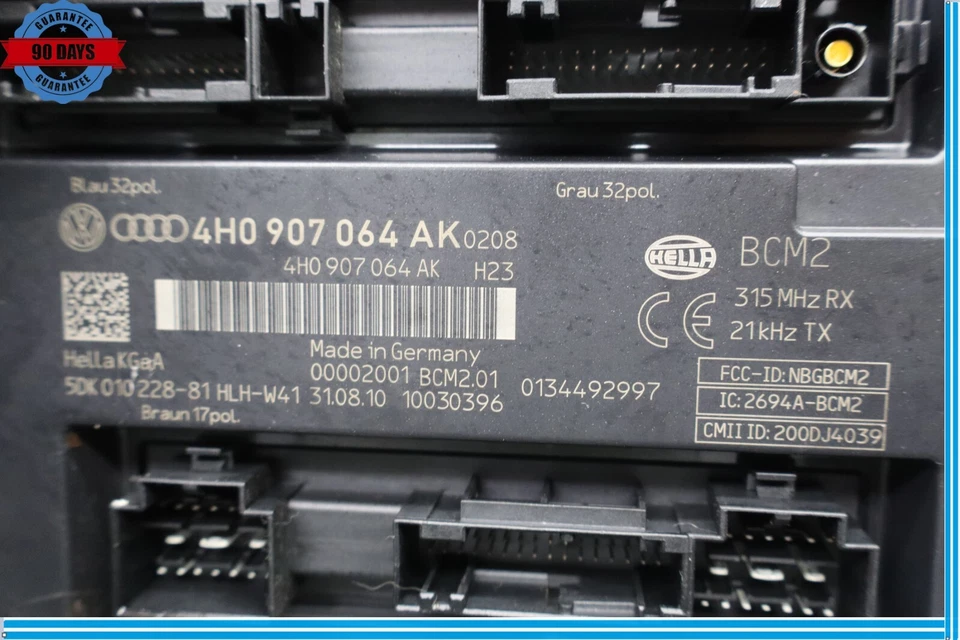 GUARANTEE
90 DAYS
GUARANTEE
Blau 32pol.
Grau 32pol.
4H0 907 064 AK 0208
4H0 907 064 AK H23
HELLA
BCM2
315 MHz RX
21kHz TX
CE
Hella KGaA
Made in Germany
00002001 BCM2.01
0134492997
5DK 010 228-81 HLH-W41 31.08.10 10030396
Braun 17pol.
FCC-ID: NBGBCM2
IC: 2694A-BCM2
CMII ID: 200DJ4039